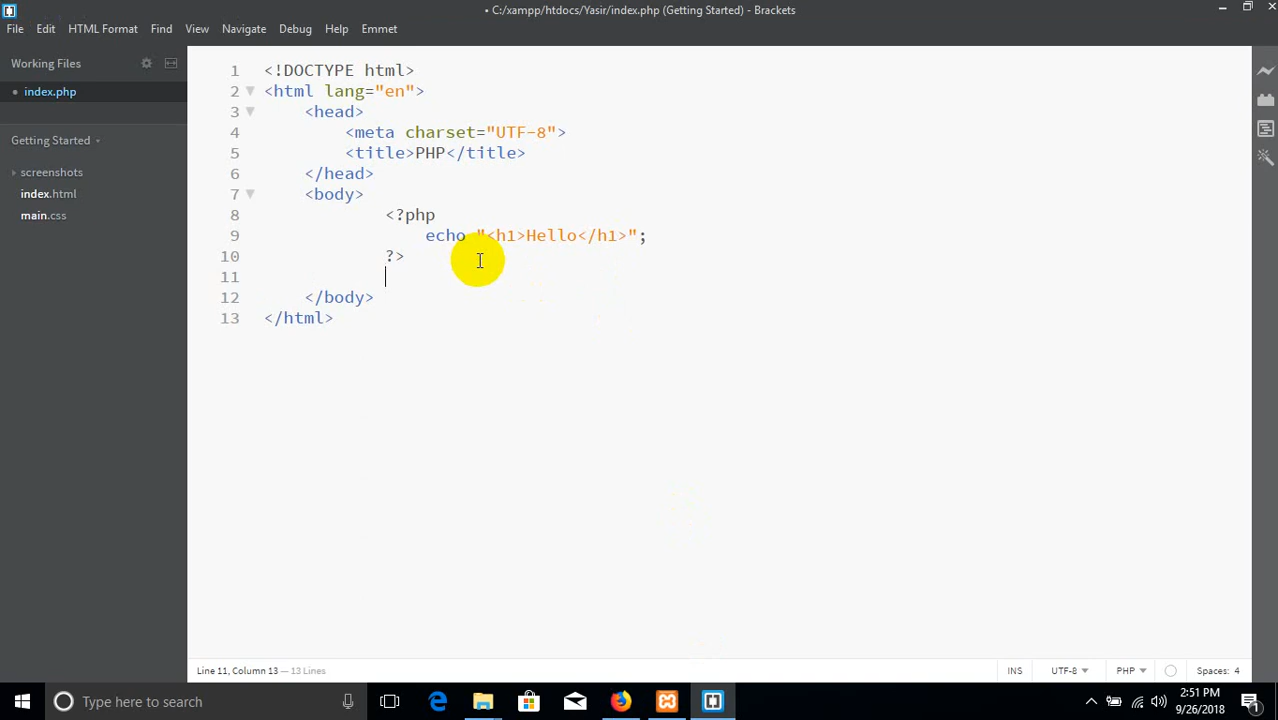 • C:/xampp/htdocs/Yasir/index.php (Getting Started) - Brackets
File Edit HTML Format Find View Navigate Debug Help Emmet
Working Files
index.php
Getting Started
screenshots
index.html
main.css
1 <!DOCTYPE html>
2 <html lang="en">
3 <head>
4 <meta charset="UTF-8">
5 <title>PHP</title>
6 </head>
7 <body>
8 <?php
9 echo "<h1>Hello</h1>";
10 ?>
11
12 </body>
13 </html>
Line 11, Column 13 — 13 Lines
INS UTF-8 PHP Spaces: 4
Type here to search
2:51 PM
9/26/2018
1